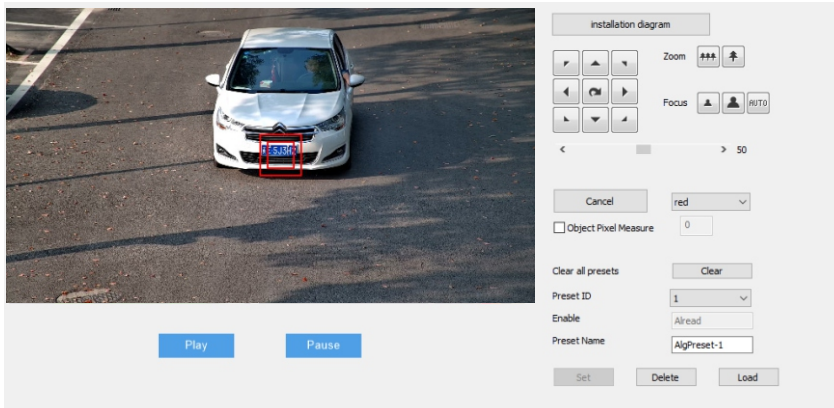 installation diagram
Zoom
Focus
AUTO
< > 50
Cancel
red
Object Pixel Measure
0
Clear all presets
Clear
Preset ID
1
Enable
Alread
Preset Name
AlgPreset-1
Play
Pause
Set
Delete
Load